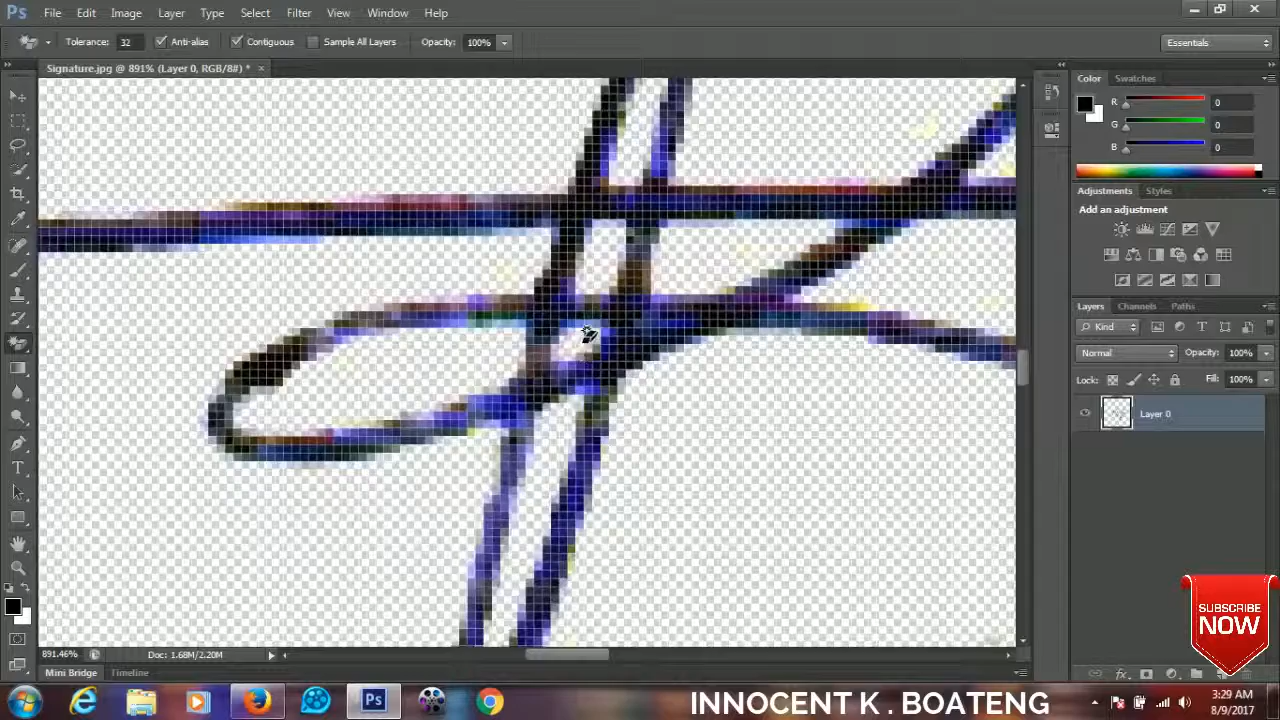 Ps File Edit Image Layer Type Select Filter View Window Help
Tolerance: 32 Anti-alias Contiguous Sample All Layers Opacity: 100% Essentials
Signature.jpg @ 891% (Layer 0, RGB/8#) * ×
Color Swatches
R 0
G 0
B 0
Adjustments Styles
Add an adjustment
Layers Channels Paths
Kind
Normal Opacity: 100%
Lock: Fill: 100%
Layer 0
SUBSCRIBE
NOW
891.46% Doc: 1.68M/2.20M
Mini Bridge Timeline
Ps
INNOCENT K . BOATENG
3:29 AM
8/9/2017